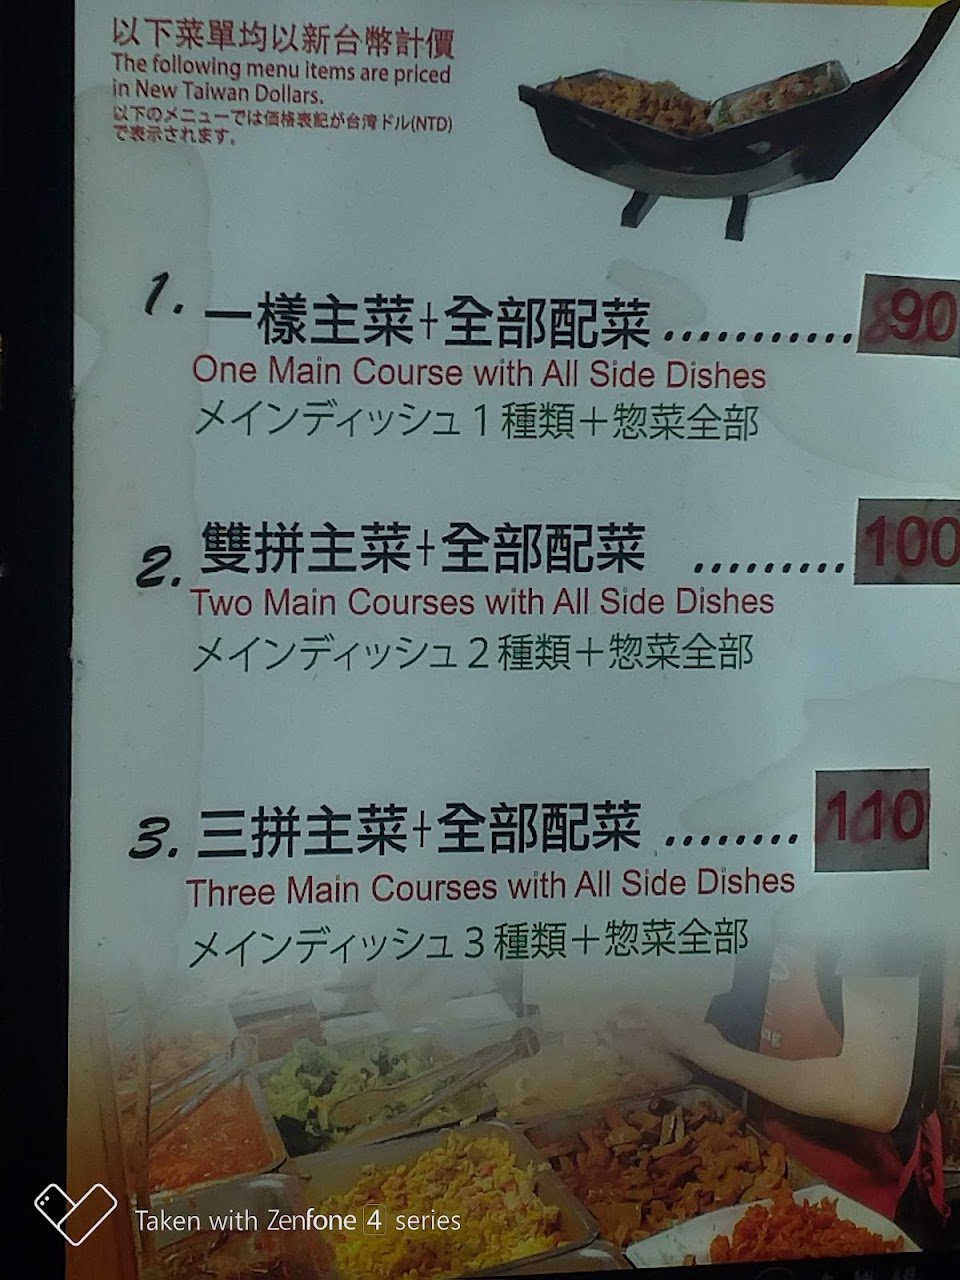 以下菜單均以新台幣計價
The following menu items are priced
in New Taiwan Dollars.
以下のメニューでは価格表記が台湾ドル(NTD)
で表示されます。
1. 一樣主菜+全部配菜........... 90
One Main Course with All Side Dishes
メインディッシュ1種類+惣菜全部
2. 雙拼主菜+全部配菜 ......... 100
Two Main Courses with All Side Dishes
メインディッシュ2種類+惣菜全部
3. 三拼主菜+全部配菜 ........ 110
Three Main Courses with All Side Dishes
メインディッシュ3種類+惣菜全部
Taken with Zenfone 4 series